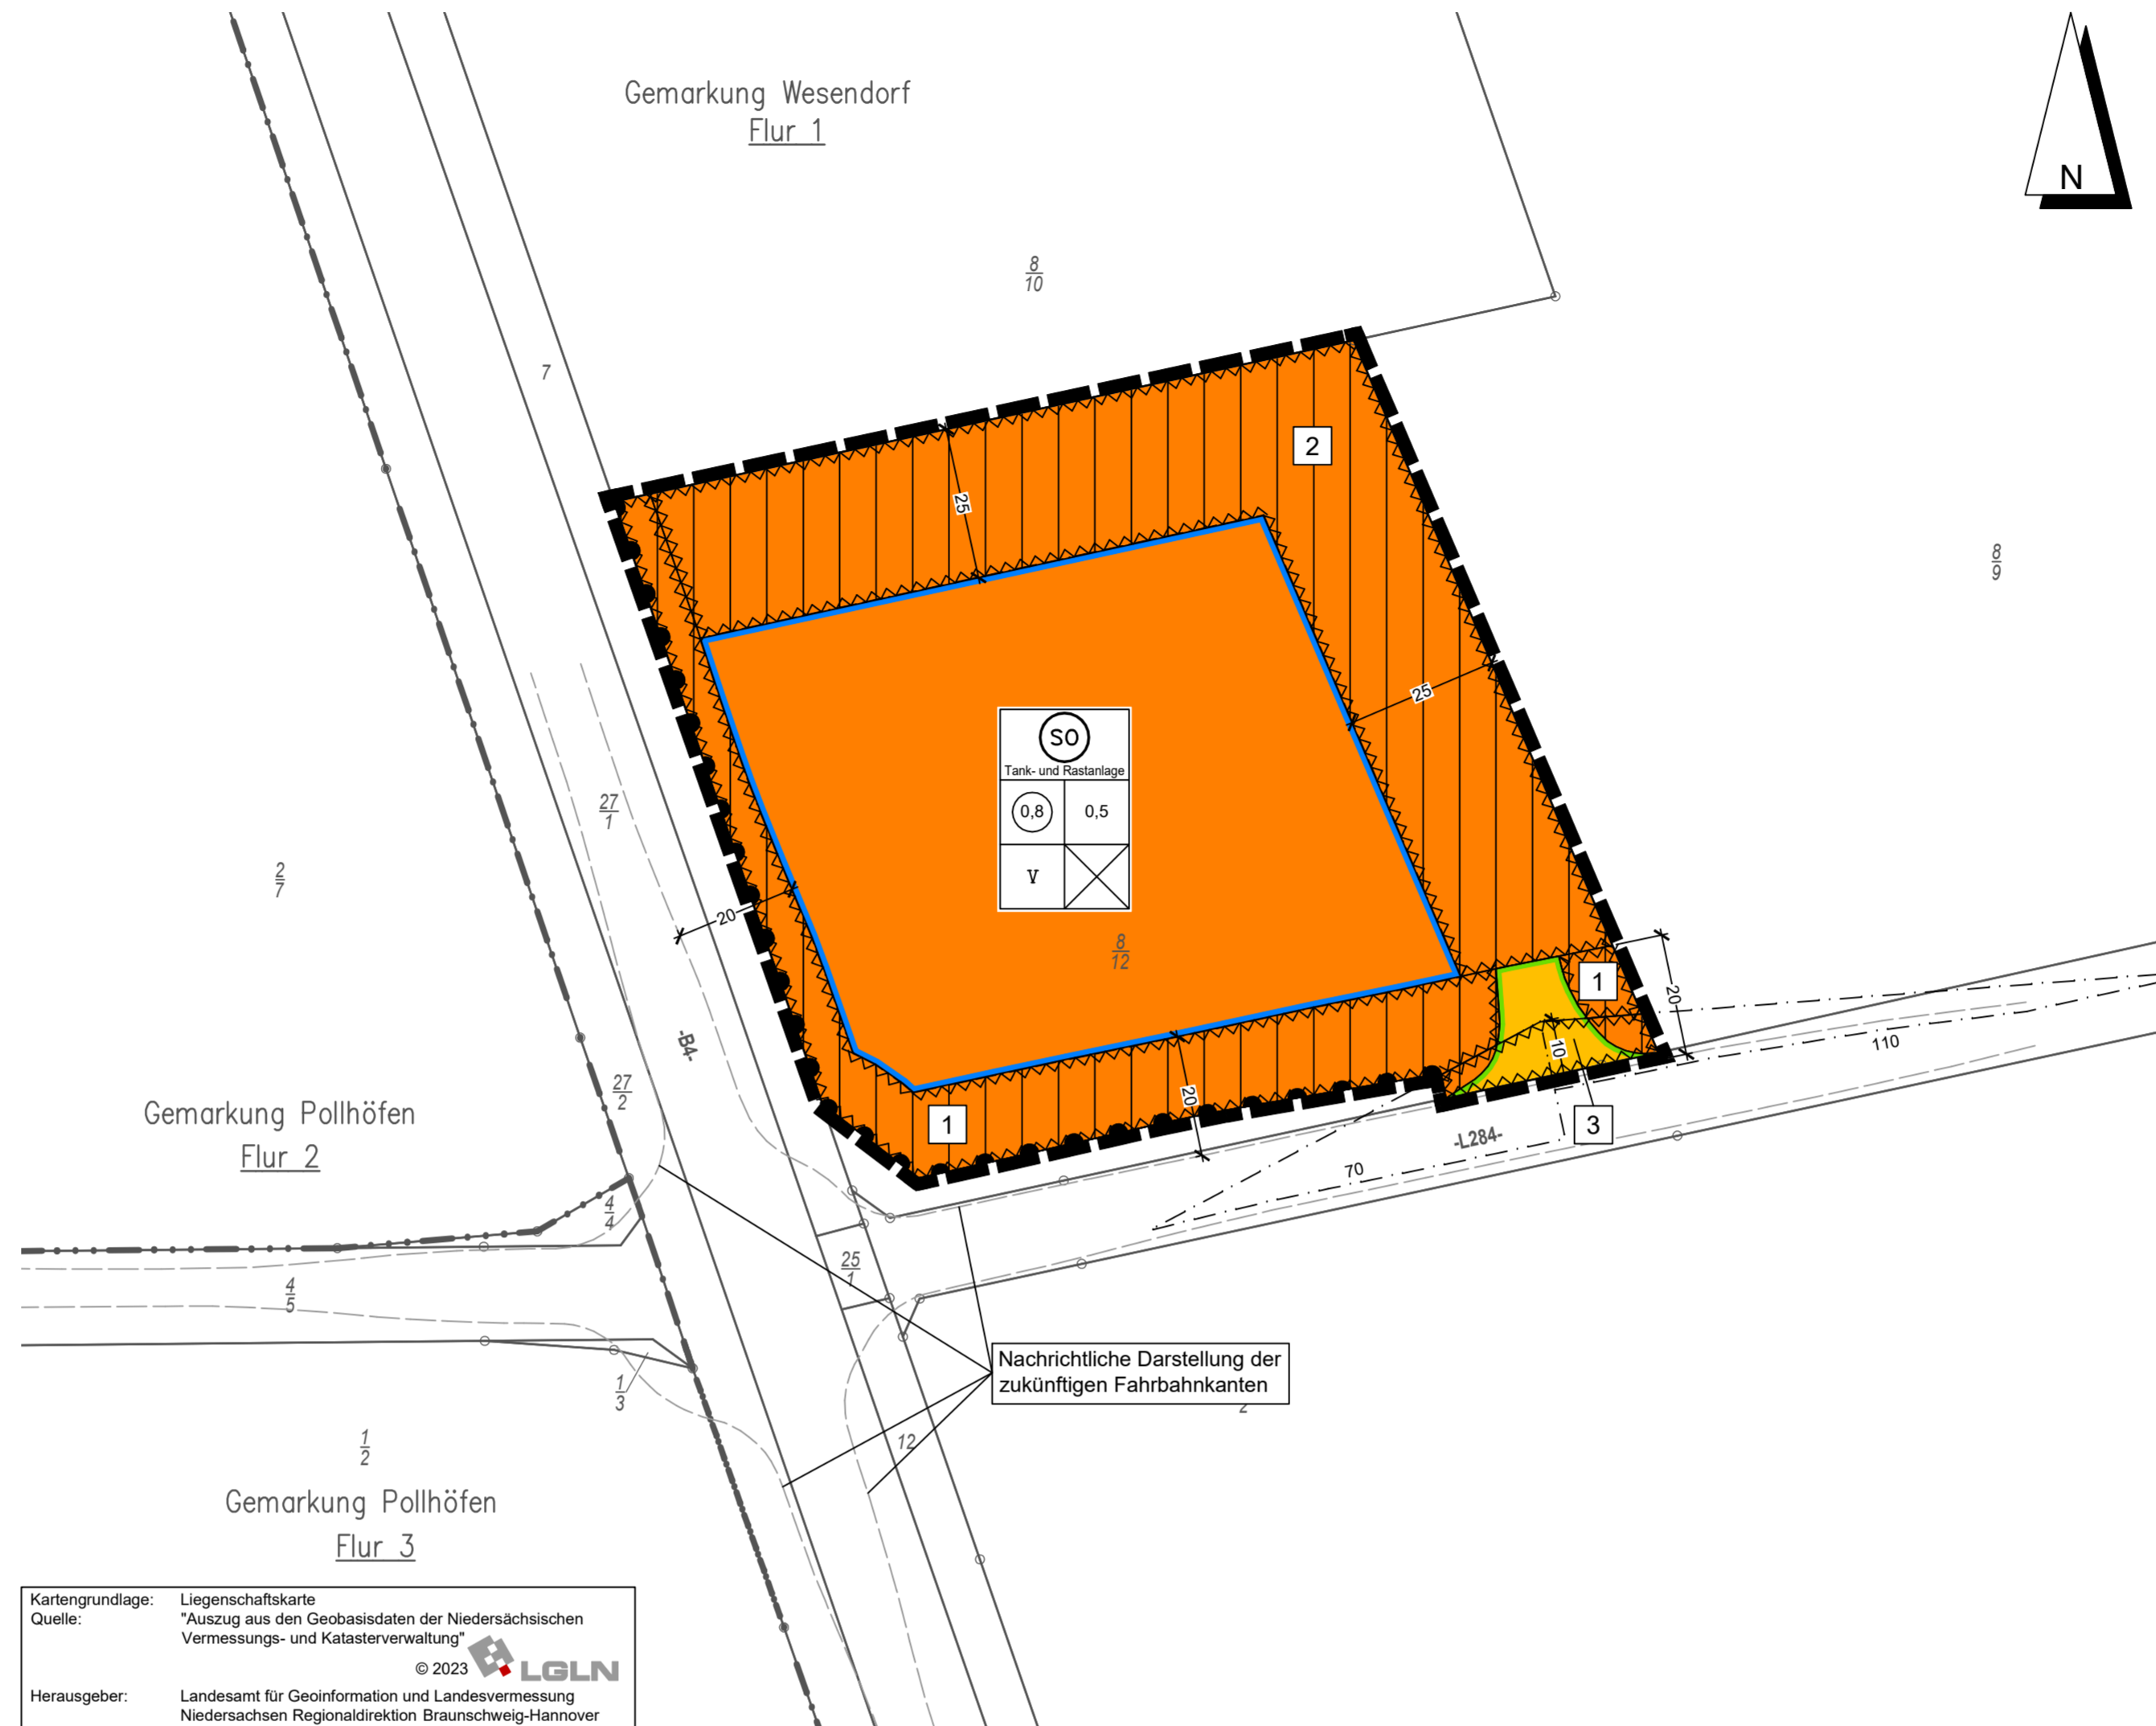 Gemarkung Wesendorf
Flur 1
N
8
10
7
8
9
2
25
25
SO
Tank- und Rastanlage
0,8
0,5
V
27
1
2
7
20
8
12
1
20
-B4-
10
110
27
2
Gemarkung Pollhöfen
Flur 2
1
20
3
-L284-
70
4
4
25
1
4
5
Nachrichtliche Darstellung der
zukünftigen Fahrbahnkanten
1
3
12
1
2
Gemarkung Pollhöfen
Flur 3
Kartengrundlage: Liegenschaftskarte
Quelle: "Auszug aus den Geobasisdaten der Niedersächsischen
Vermessungs- und Katasterverwaltung"
© 2023 LGLN
Herausgeber: Landesamt für Geoinformation und Landesvermessung
Niedersachsen Regionaldirektion Braunschweig-Hannover